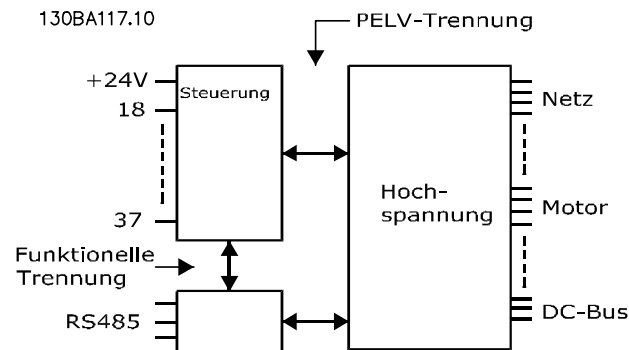 130BA117.10
PELV-Trennung
+24V
Steuerung
18
37
Hoch-
spannung
Netz
Motor
DC-Bus
Funktionelle
Trennung
RS485